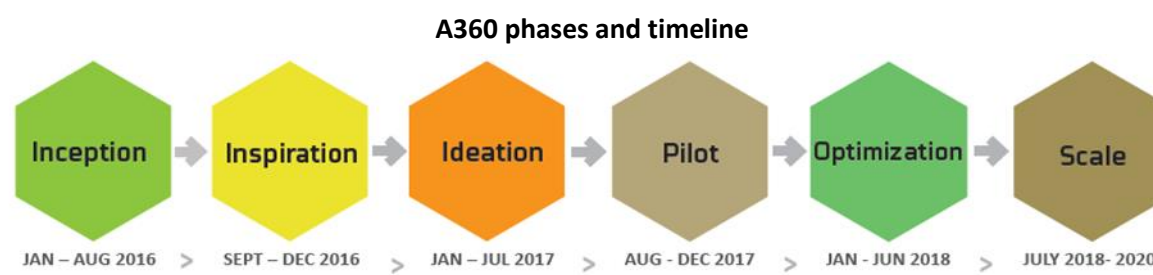 A360 phases and timeline
Inception
Inspiration
Ideation
Pilot
Optimization
Scale
JAN – AUG 2016 > SEPT – DEC 2016 > JAN – JUL 2017 > AUG - DEC 2017 > JAN - JUN 2018 > JULY 2018- 2020